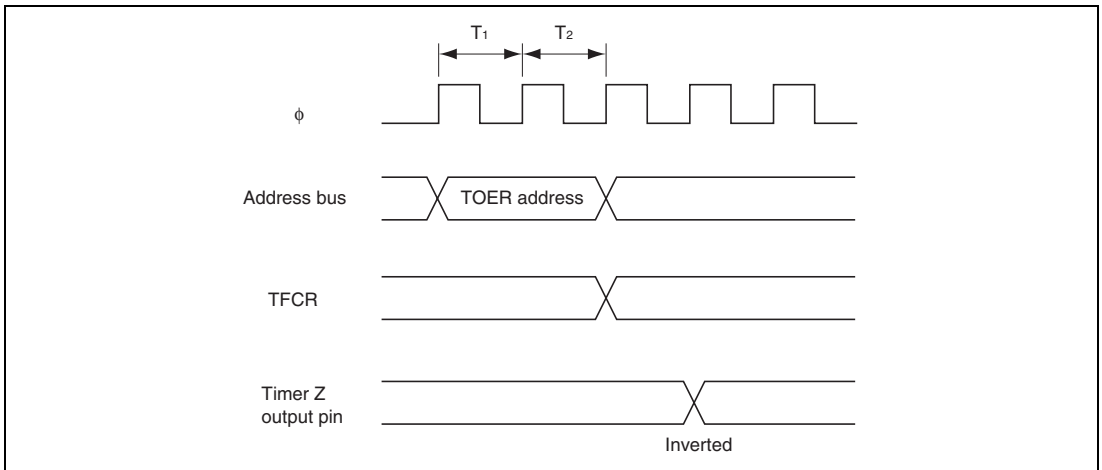 T1 T2
ϕ
Address bus
TOER address
TFCR
Timer Z
output pin
Inverted